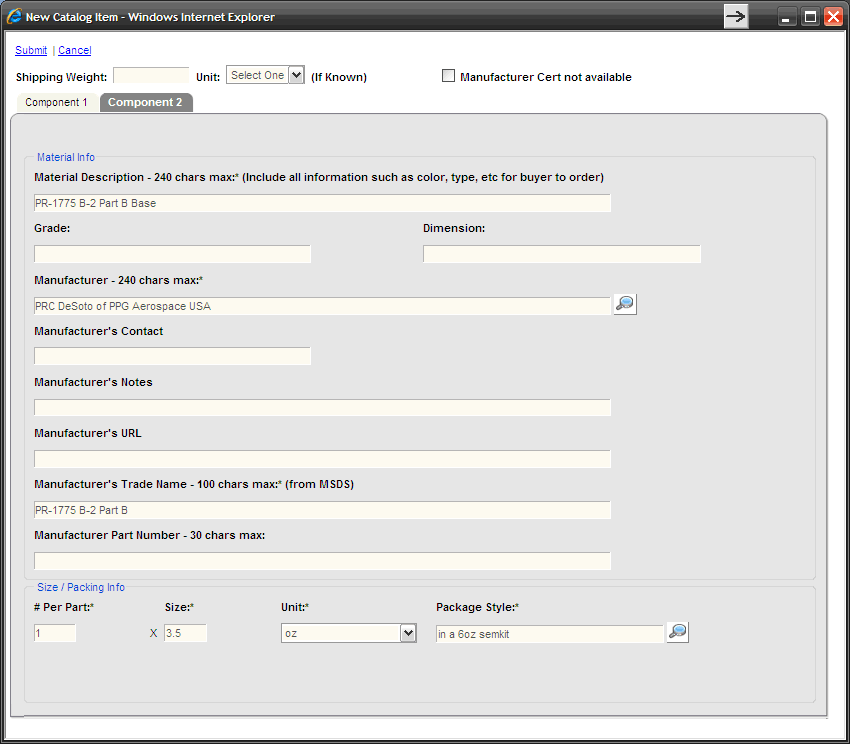 New Catalog Item - Windows Internet Explorer
Submit | Cancel
Shipping Weight: Unit: Select One (If Known) Manufacturer Cert not available
Component 1 Component 2
Material Info
Material Description - 240 chars max:* (Include all information such as color, type, etc for buyer to order)
PR-1775 B-2 Part B Base
Grade: Dimension:
Manufacturer - 240 chars max:*
PRC DeSoto of PPG Aerospace USA
Manufacturer's Contact
Manufacturer's Notes
Manufacturer's URL
Manufacturer's Trade Name - 100 chars max:* (from MSDS)
PR-1775 B-2 Part B
Manufacturer Part Number - 30 chars max:
Size / Packing Info
# Per Part:* Size:* Unit:* Package Style:*
1 X 3.5 oz in a 6oz semkit